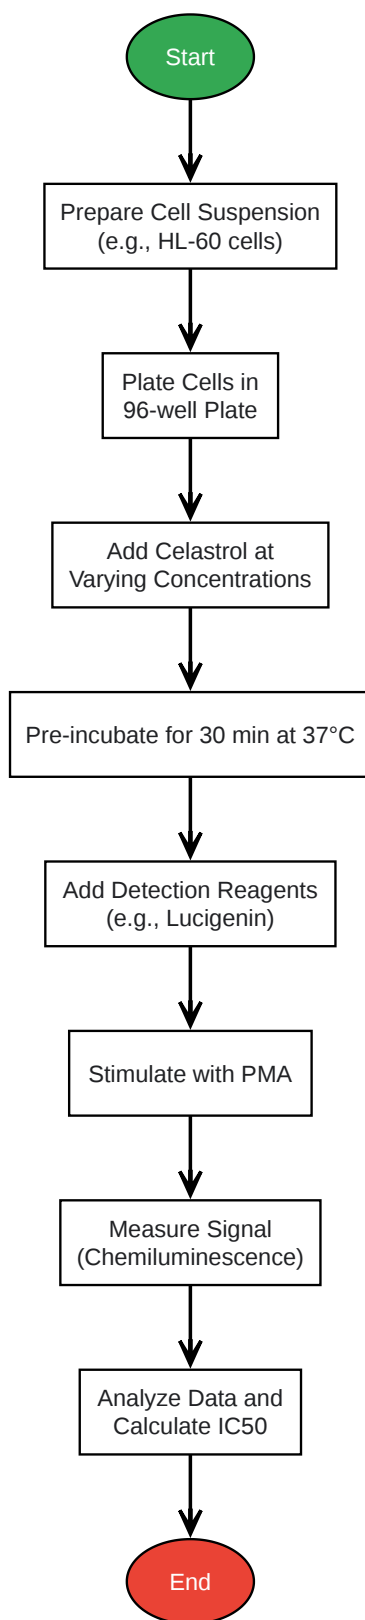 Start
Prepare Cell Suspension
(e.g., HL-60 cells)
Plate Cells in
96-well Plate
Add Celastrol at
Varying Concentrations
Pre-incubate for 30 min at 37°C
Add Detection Reagents
(e.g., Lucigenin)
Stimulate with PMA
Measure Signal
(Chemiluminescence)
Analyze Data and
Calculate IC50
End